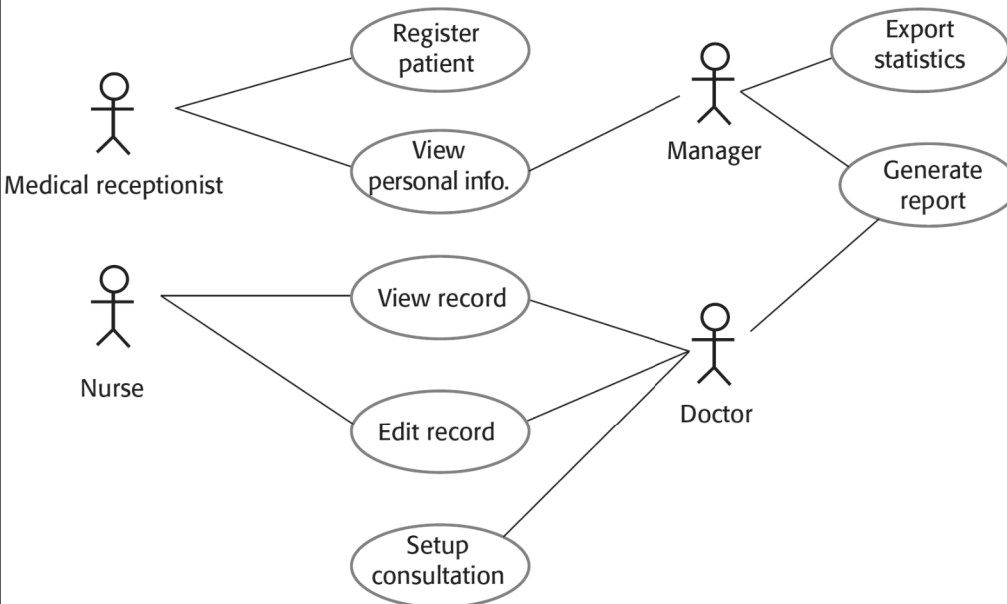 Register
patient
Export
statistics
Medical receptionist
View
personal info.
Manager
Generate
report
Nurse
View record
Edit record
Doctor
Setup
consultation